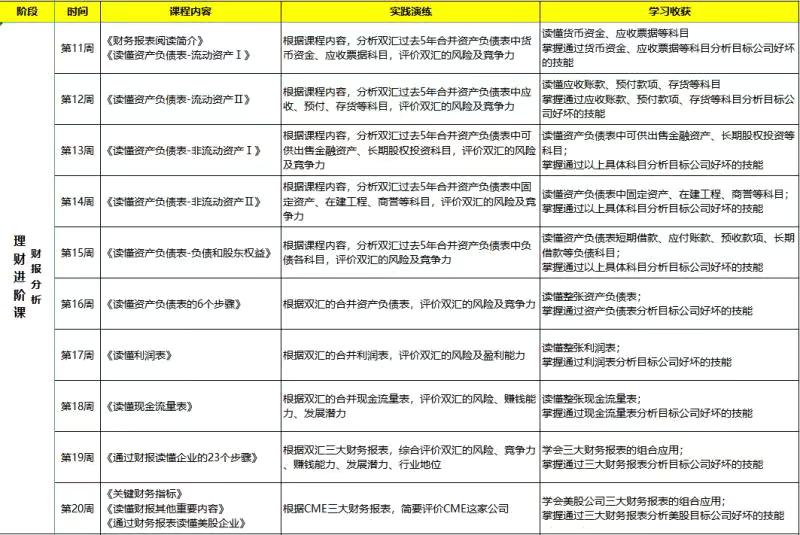 阶段 时间 课程内容 实践演练 学习收获
理财进阶课
财报分析
第11周
《财务报表阅读简介》
《读懂资产负债表-流动资产Ⅰ》
根据课程内容，分析双汇过去5年合并资产负债表中货
币资金、应收票据科目，评价双汇的风险及竞争力
读懂货币资金、应收票据等科目
掌握通过货币资金、应收票据等科目分析目标公司好坏
的技能
第12周
《读懂资产负债表-流动资产Ⅱ》
根据课程内容，分析双汇过去5年合并资产负债表中应
收、预付、存货等科目，评价双汇的风险及竞争力
读懂应收账款、预付款项、存货等科目
掌握通过应收账款、预付款项、存货等科目分析目标公
司好坏的技能
第13周
《读懂资产负债表-非流动资产Ⅰ》
根据课程内容，分析双汇过去5年合并资产负债表中可
供出售金融资产、长期股权投资科目，评价双汇的风险
及竞争力
读懂资产负债表中可供出售金融资产、长期股权投资等
科目；
掌握通过以上具体科目分析目标公司好坏的技能
第14周
《读懂资产负债表-非流动资产Ⅱ》
根据课程内容，分析双汇过去5年合并资产负债表中固
定资产、在建工程、商誉等科目，评价双汇的风险及竞
争力
读懂资产负债表中固定资产、在建工程、商誉等科目；
掌握通过以上具体科目分析目标公司好坏的技能
第15周
《读懂资产负债表-负债和股东权益》
根据课程内容，分析双汇过去5年合并资产负债表中负
债各科目，评价双汇的风险及竞争力
读懂资产负债表短期借款、应付账款、预收款项、长期
借款等负债科目；
掌握通过以上具体科目分析目标公司好坏的技能
第16周
《读懂资产负债表的6个步骤》
根据双汇的合并资产负债表，评价双汇的风险及竞争力
读懂整张资产负债表；
掌握通过资产负债表分析目标公司好坏的技能
第17周
《读懂利润表》
根据双汇的合并利润表，评价双汇的风险及盈利能力
读懂整张利润表；
掌握通过利润表分析目标公司好坏的技能
第18周
《读懂现金流量表》
根据双汇的合并现金流量表，评价双汇的风险、赚钱能
力、发展潜力
读懂整张现金流量表；
掌握通过现金流量表分析目标公司好坏的技能
第19周
《通过财报读懂企业的23个步骤》
根据双汇三大财务报表，综合评价双汇的风险、竞争力
、赚钱能力、发展潜力、行业地位
学会三大财务报表的组合应用；
掌握通过三大财务报表分析目标公司好坏的技能
第20周
《关键财务指标》
《读懂财报其他重要内容》
《通过财务报表读懂美股企业》
根据CME三大财务报表，简要评价CME这家公司
学会美股公司三大财务报表的组合应用；
掌握通过三大财务报表分析美股目标公司好坏的技能